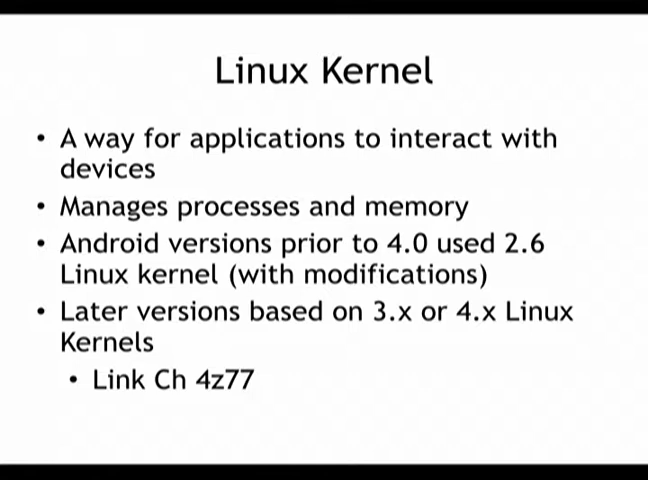 Linux Kernel
• A way for applications to interact with
devices
• Manages processes and memory
• Android versions prior to 4.0 used 2.6
Linux kernel (with modifications)
• Later versions based on 3.x or 4.x Linux
Kernels
• Link Ch 4z77